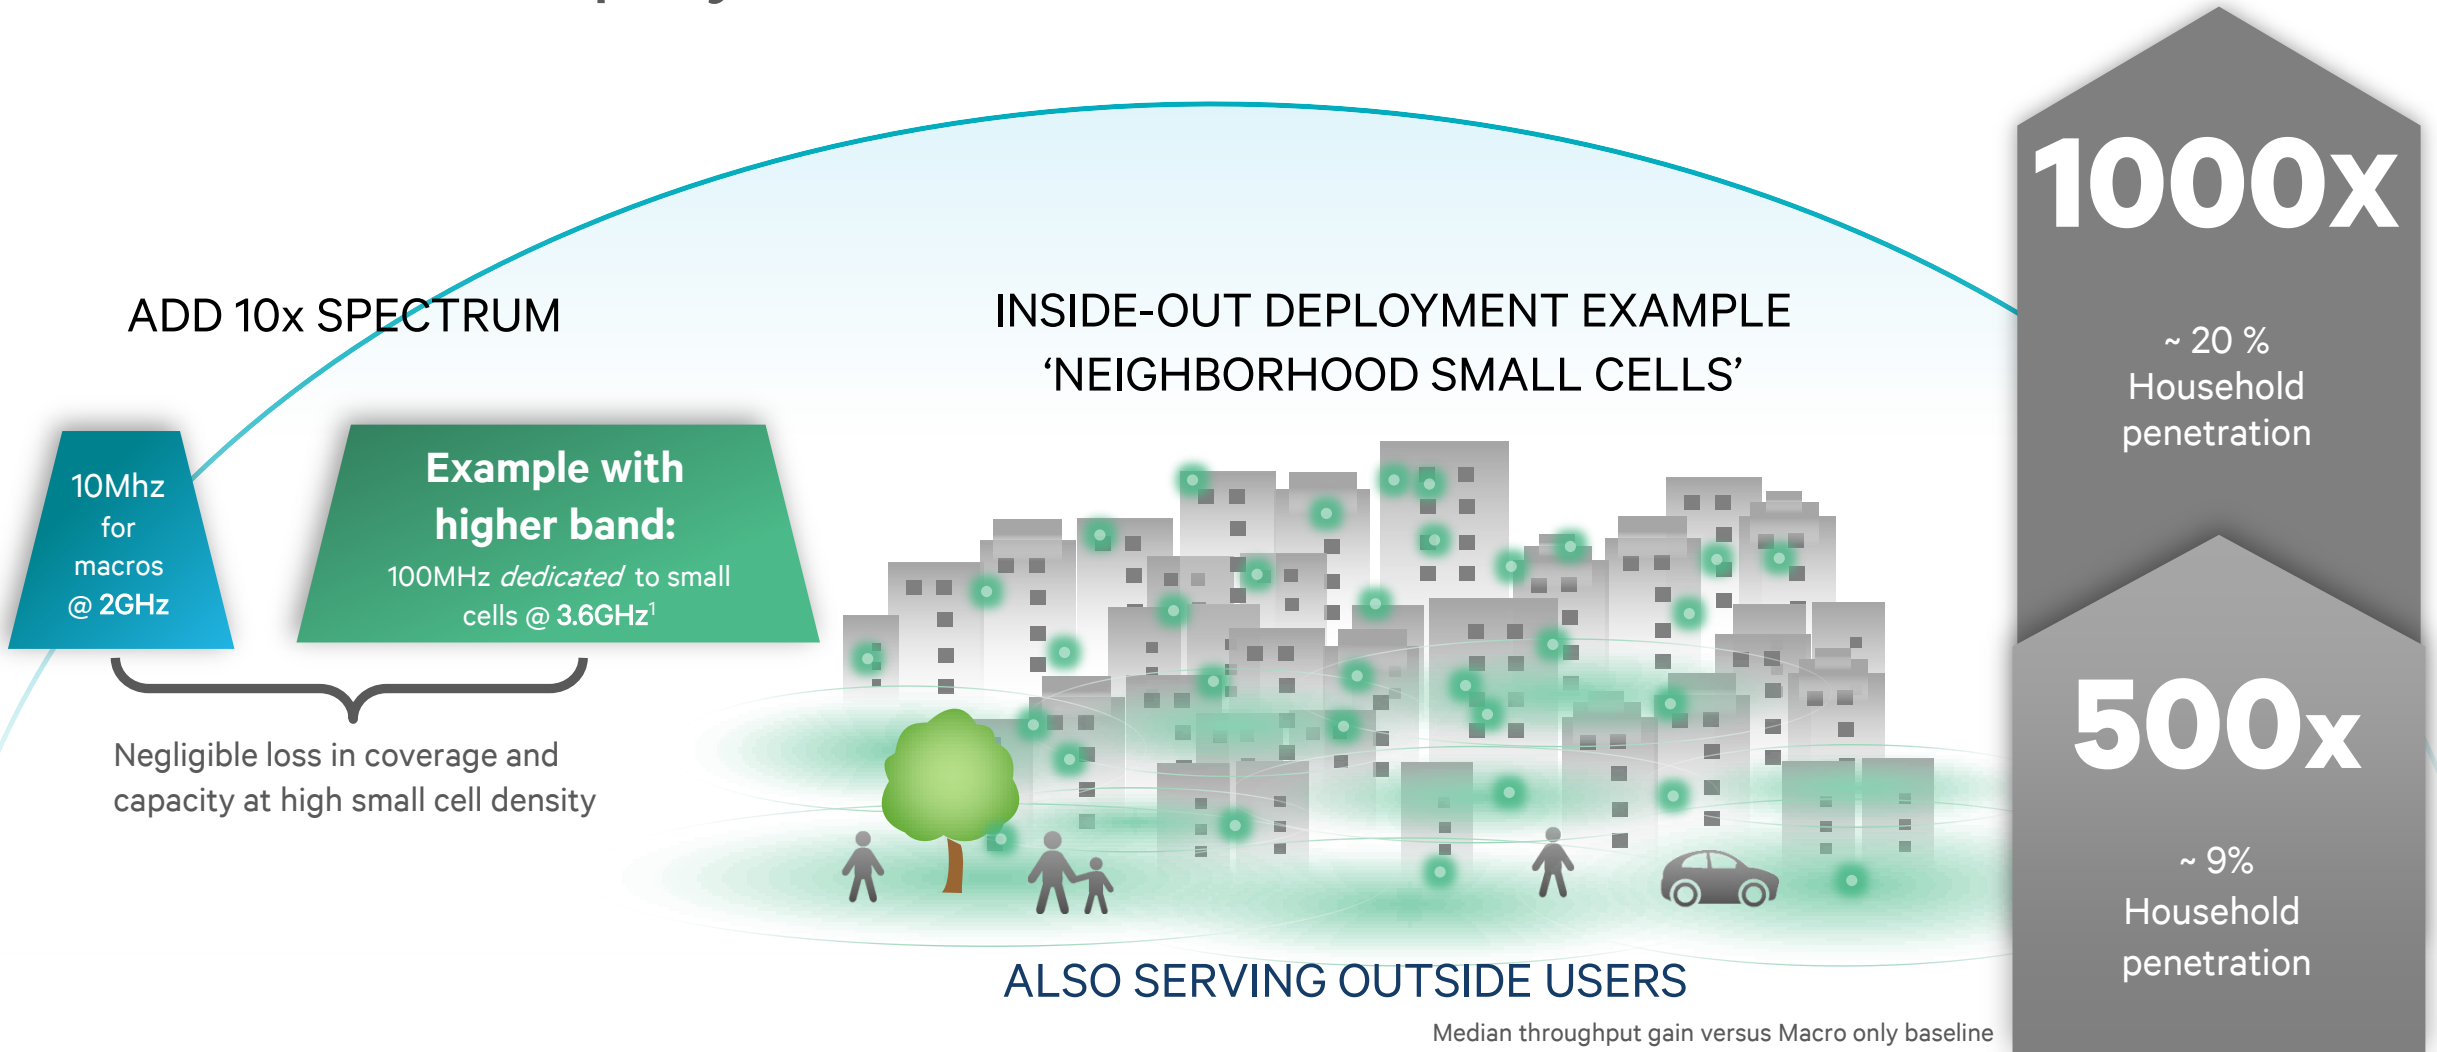 ADD 10x SPECTRUM
10Mhz
for
macros
@ 2GHz
Example with
higher band:
100MHz dedicated to small
cells @ 3.6GHz¹
Negligible loss in coverage and
capacity at high small cell density
INSIDE-OUT DEPLOYMENT EXAMPLE
‘NEIGHBORHOOD SMALL CELLS’
ALSO SERVING OUTSIDE USERS
Median throughput gain versus Macro only baseline
1000x
~ 20 %
Household
penetration
500x
~ 9%
Household
penetration